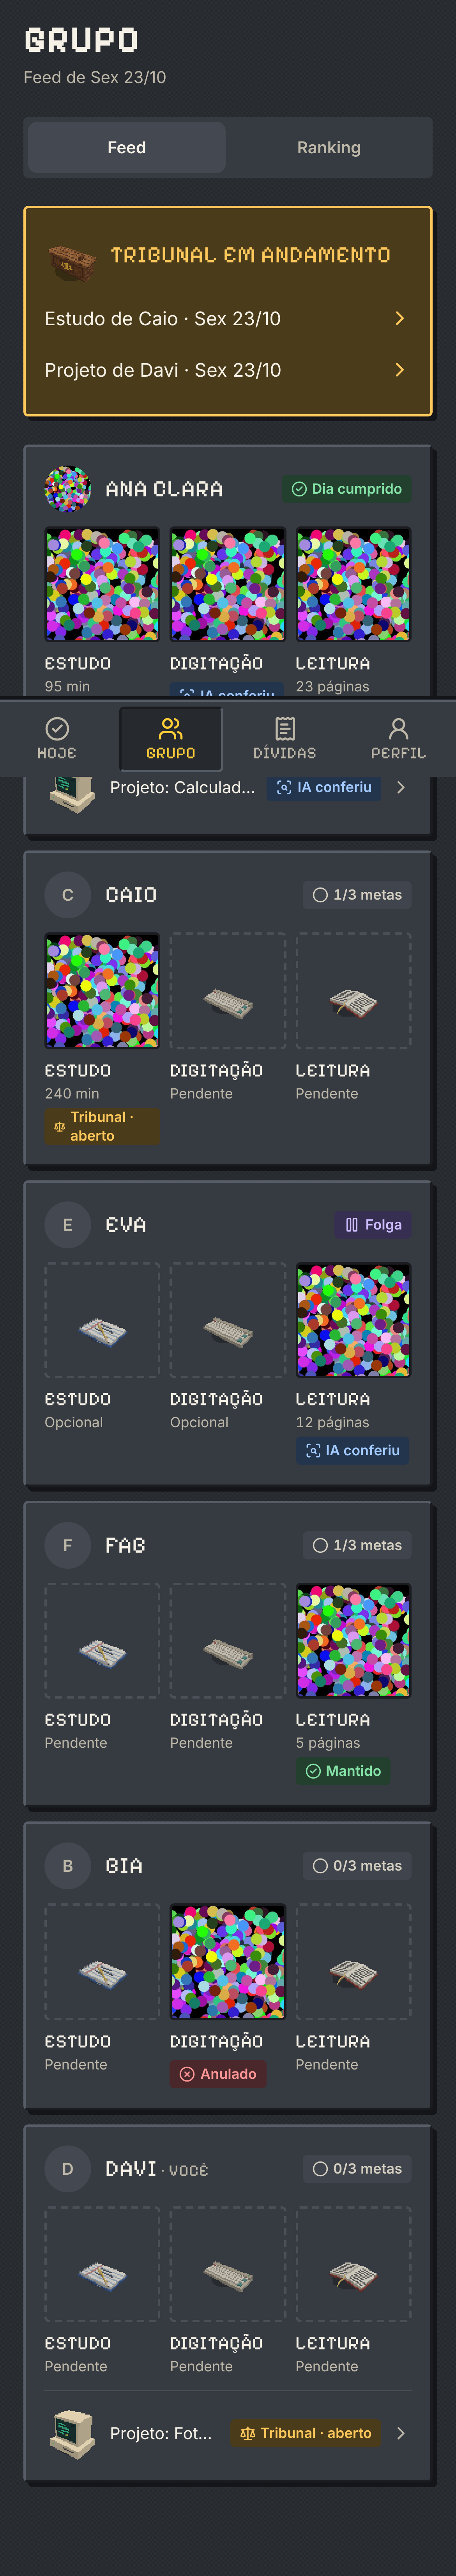 GRUPO
Feed de Sex 23/10
Feed
Ranking
TRIBUNAL EM ANDAMENTO
Estudo de Caio · Sex 23/10
Projeto de Davi · Sex 23/10
ANA CLARA
Dia cumprido
ESTUDO
DIGITAÇÃO
LEITURA
95 min
IA conferiu
23 páginas
HOJE
GRUPO
DÍVIDAS
PERFIL
Projeto: Calculad...
IA conferiu
C
CAIO
1/3 metas
ESTUDO
DIGITAÇÃO
LEITURA
240 min
Pendente
Pendente
Tribunal ·
aberto
E
EVA
Folga
ESTUDO
DIGITAÇÃO
LEITURA
Opcional
Opcional
12 páginas
IA conferiu
F
FAB
1/3 metas
ESTUDO
DIGITAÇÃO
LEITURA
Pendente
Pendente
5 páginas
Mantido
B
BIA
0/3 metas
ESTUDO
DIGITAÇÃO
LEITURA
Pendente
Anulado
Pendente
D
DAVI · VOCÊ
0/3 metas
ESTUDO
DIGITAÇÃO
LEITURA
Pendente
Pendente
Pendente
Projeto: Fot...
Tribunal · aberto